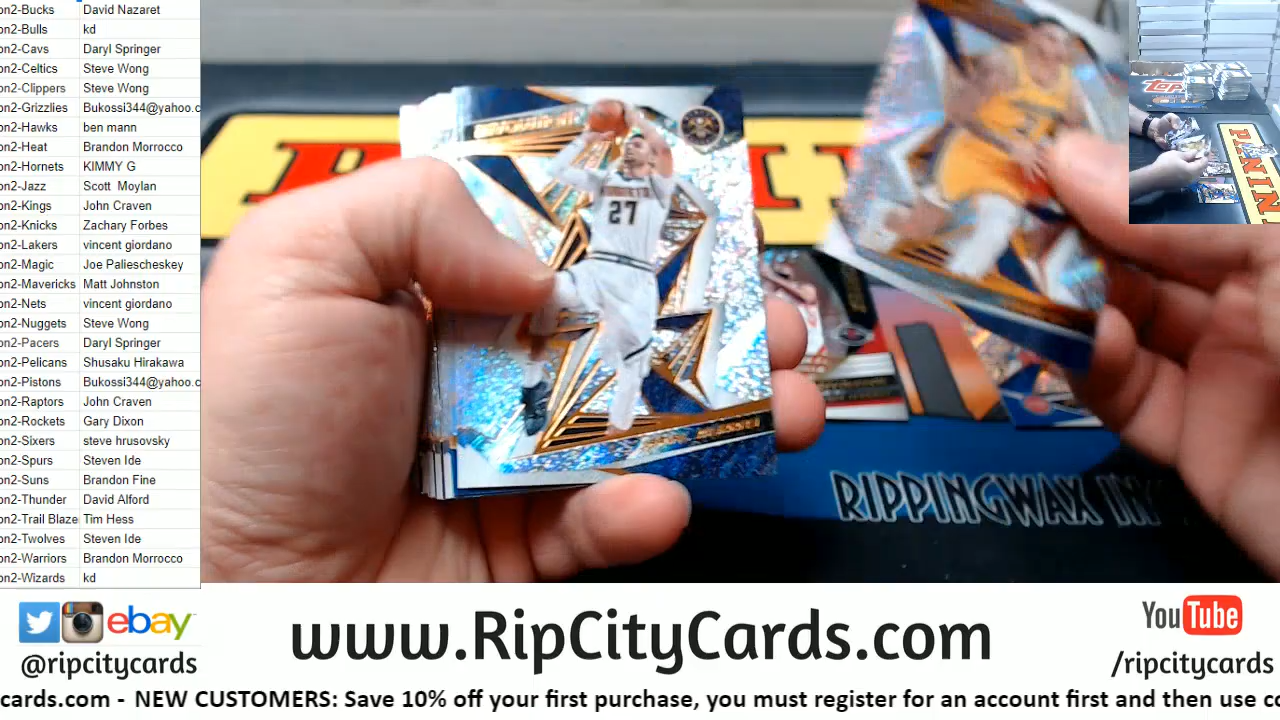 on2-Bucks David Nazaret
on2-Bulls kd
on2-Cavs Daryl Springer
on2-Celtics Steve Wong
on2-Clippers Steve Wong
on2-Grizzlies Bukossi344@yahoo.c
on2-Hawks ben mann
on2-Heat Brandon Morrocco
on2-Hornets KIMMY G
on2-Jazz Scott Moylan
on2-Kings John Craven
on2-Knicks Zachary Forbes
on2-Lakers vincent giordano
on2-Magic Joe Paliescheskey
on2-Mavericks Matt Johnston
on2-Nets vincent giordano
on2-Nuggets Steve Wong
on2-Pacers Daryl Springer
on2-Pelicans Shusaku Hirakawa
on2-Pistons Bukossi344@yahoo.c
on2-Raptors John Craven
on2-Rockets Gary Dixon
on2-Sixers steve hrusovsky
on2-Spurs Steven Ide
on2-Suns Brandon Fine
on2-Thunder David Alford
on2-Trail Blaze Tim Hess
on2-Twolves Steven Ide
on2-Warriors Brandon Morrocco
on2-Wizards kd
27
PANINI
RIPPINGWAX IN
ebay
@ripcitycards
www.RipCityCards.com
YouTube
/ripcitycards
cards.com - NEW CUSTOMERS: Save 10% off your first purchase, you must register for an account first and then use co